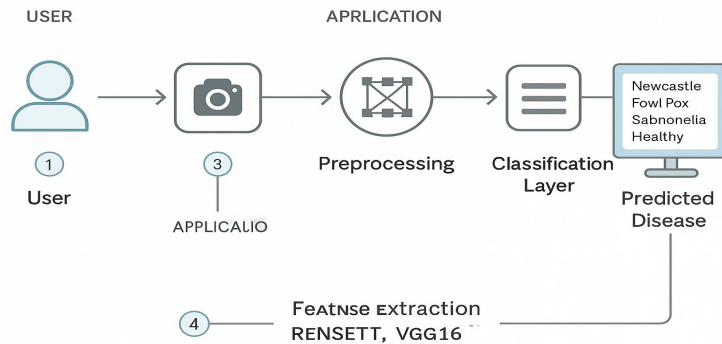 USER
APRLICATION
Newcastle
Fowl Pox
Sabnonelia
Healthy
1
3
User
APPLICALIO
Preprocessing
Classification
Layer
Predicted
Disease
4
Featnse Extraction
RENSETT, VGG16